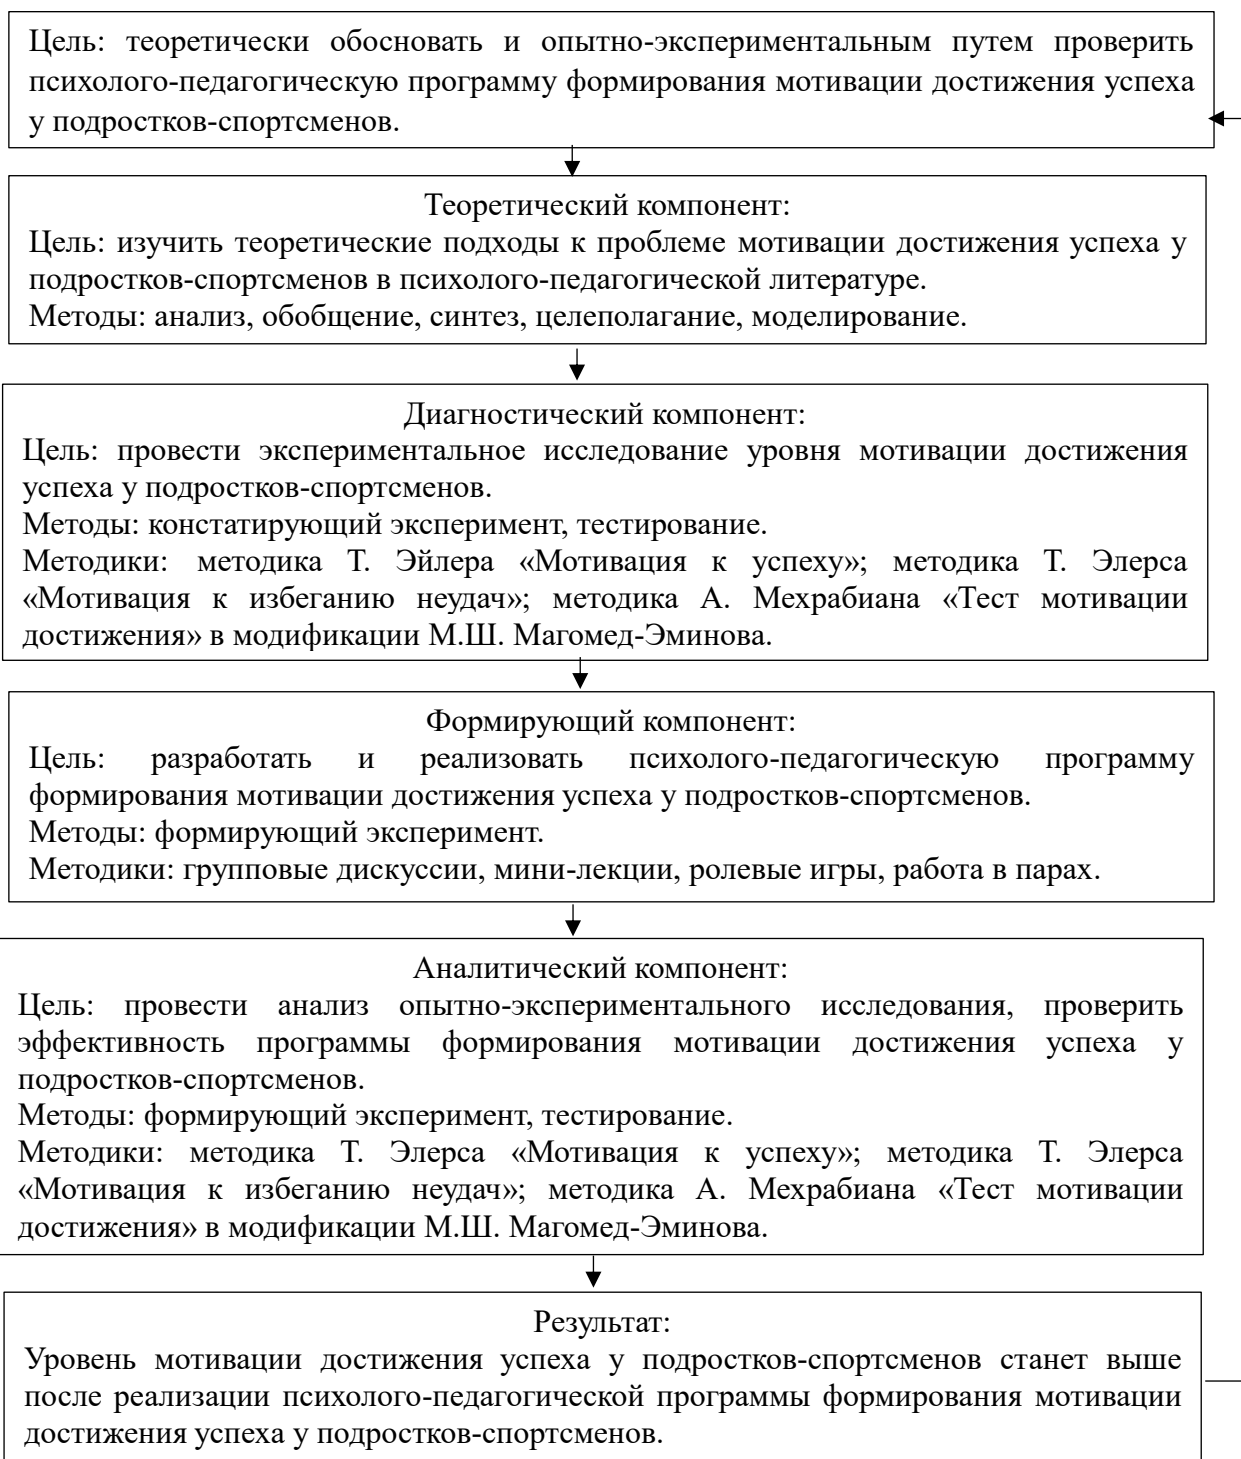 Цель: теоретически обосновать и опытно-экспериментальным путем проверить
психолого-педагогическую программу формирования мотивации достижения успеха
у подростков-спортсменов.
Теоретический компонент:
Цель: изучить теоретические подходы к проблеме мотивации достижения успеха у
подростков-спортсменов в психолого-педагогической литературе.
Методы: анализ, обобщение, синтез, целеполагание, моделирование.
Диагностический компонент:
Цель: провести экспериментальное исследование уровня мотивации достижения
успеха у подростков-спортсменов.
Методы: констатирующий эксперимент, тестирование.
Методики: методика Т. Эйлера «Мотивация к успеху»; методика Т. Элерса
«Мотивация к избеганию неудач»; методика А. Мехрабиана «Тест мотивации
достижения» в модификации М.Ш. Магомед-Эминова.
Формирующий компонент:
Цель: разработать и реализовать психолого-педагогическую программу
формирования мотивации достижения успеха у подростков-спортсменов.
Методы: формирующий эксперимент.
Методики: групповые дискуссии, мини-лекции, ролевые игры, работа в парах.
Аналитический компонент:
Цель: провести анализ опытно-экспериментального исследования, проверить
эффективность программы формирования мотивации достижения успеха у
подростков-спортсменов.
Методы: формирующий эксперимент, тестирование.
Методики: методика Т. Элерса «Мотивация к успеху»; методика Т. Элерса
«Мотивация к избеганию неудач»; методика А. Мехрабиана «Тест мотивации
достижения» в модификации М.Ш. Магомед-Эминова.
Результат:
Уровень мотивации достижения успеха у подростков-спортсменов станет выше
после реализации психолого-педагогической программы формирования мотивации
достижения успеха у подростков-спортсменов.